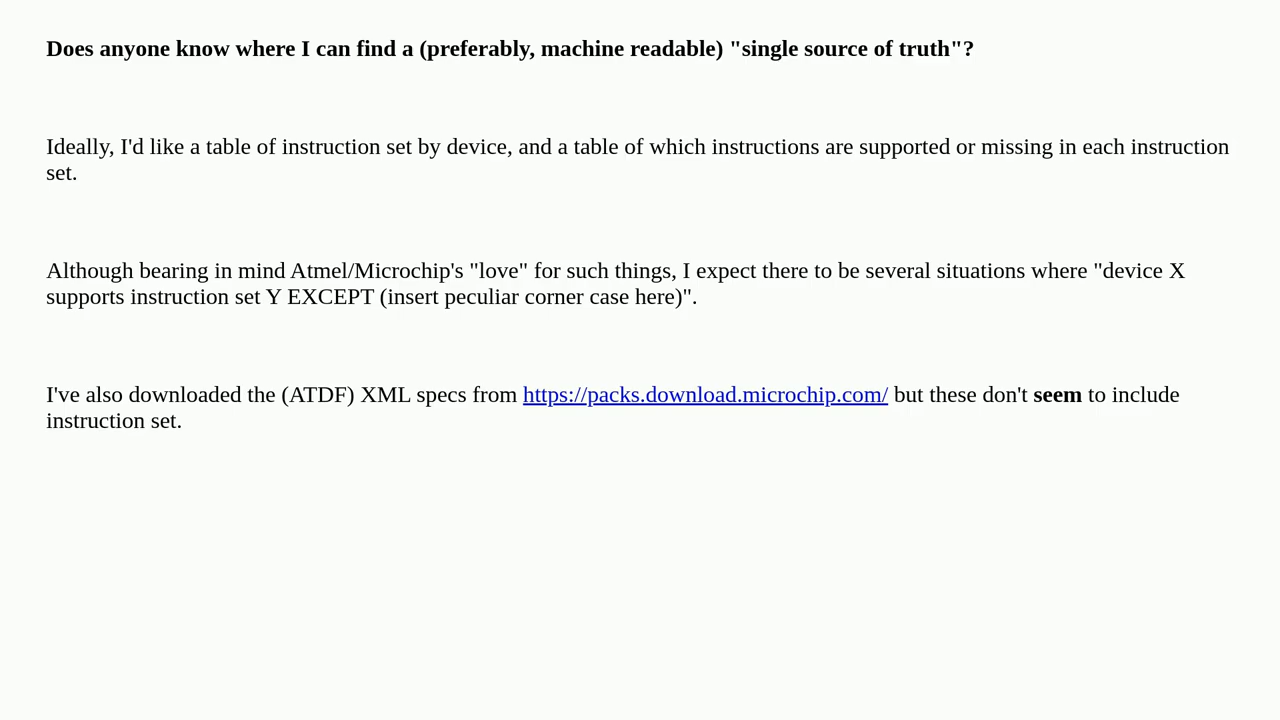 Does anyone know where I can find a (preferably, machine readable) "single source of truth"?
Ideally, I'd like a table of instruction set by device, and a table of which instructions are supported or missing in each instruction
set.
Although bearing in mind Atmel/Microchip's "love" for such things, I expect there to be several situations where "device X
supports instruction set Y EXCEPT (insert peculiar corner case here)".
I've also downloaded the (ATDF) XML specs from https://packs.download.microchip.com/ but these don't seem to include
instruction set.